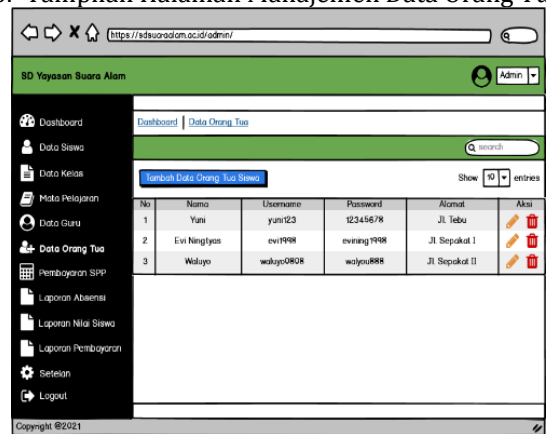 Tampilan Halaman Manajemen Data Orang Tu
https://sdsuaraalam.ac.id/admin/
SD Yayasan Suara Alam
Admin
Dashboard
Data Siswa
Data Kelas
Mata Pelajaran
Data Guru
Data Orang Tua
Pembayaran SPP
Laporan Absensi
Laporan Nilai Siswa
Laporan Pembayaran
Setelan
Logout
Dashboard | Data Orang Tua
search
Tambah Data Orang Tua Siswa
Show 10 entries
No Nama Username Password Alamat Aksi
1 Yuni yuni123 12345678 Jl. Tebu
2 Evi Ningtyas evi1998 evining1998 Jl. Sepakat I
3 Waluyo waluyo0808 walyou888 Jl. Sepakat II
Copyright @2021